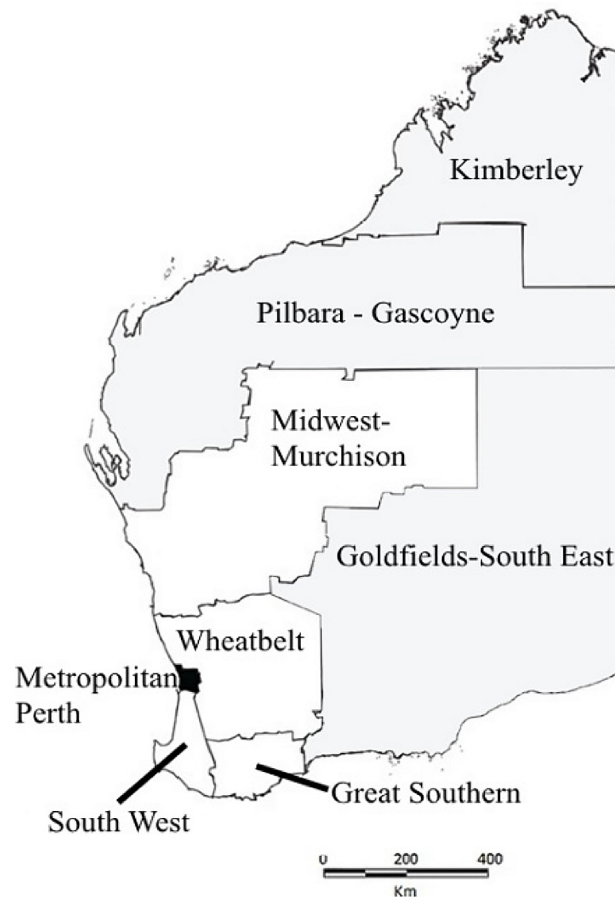 Kimberley
Pilbara - Gascoyne
Midwest-
Murchison
Goldfields-South East
Wheatbelt
Metropolitan
Perth
Great Southern
South West
0 200 400
Km